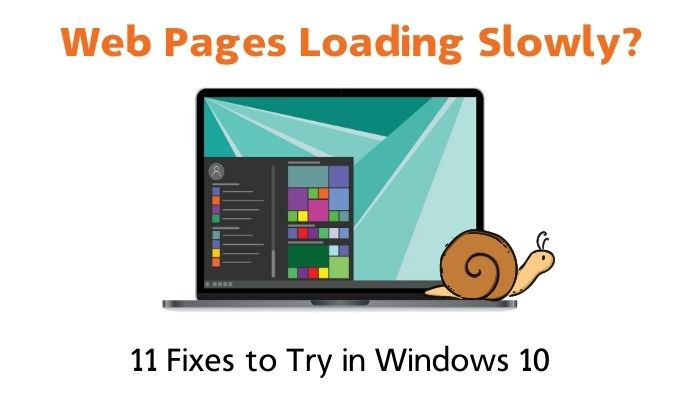 Web Pages Loading Slowly?
11 Fixes to Try in Windows 10